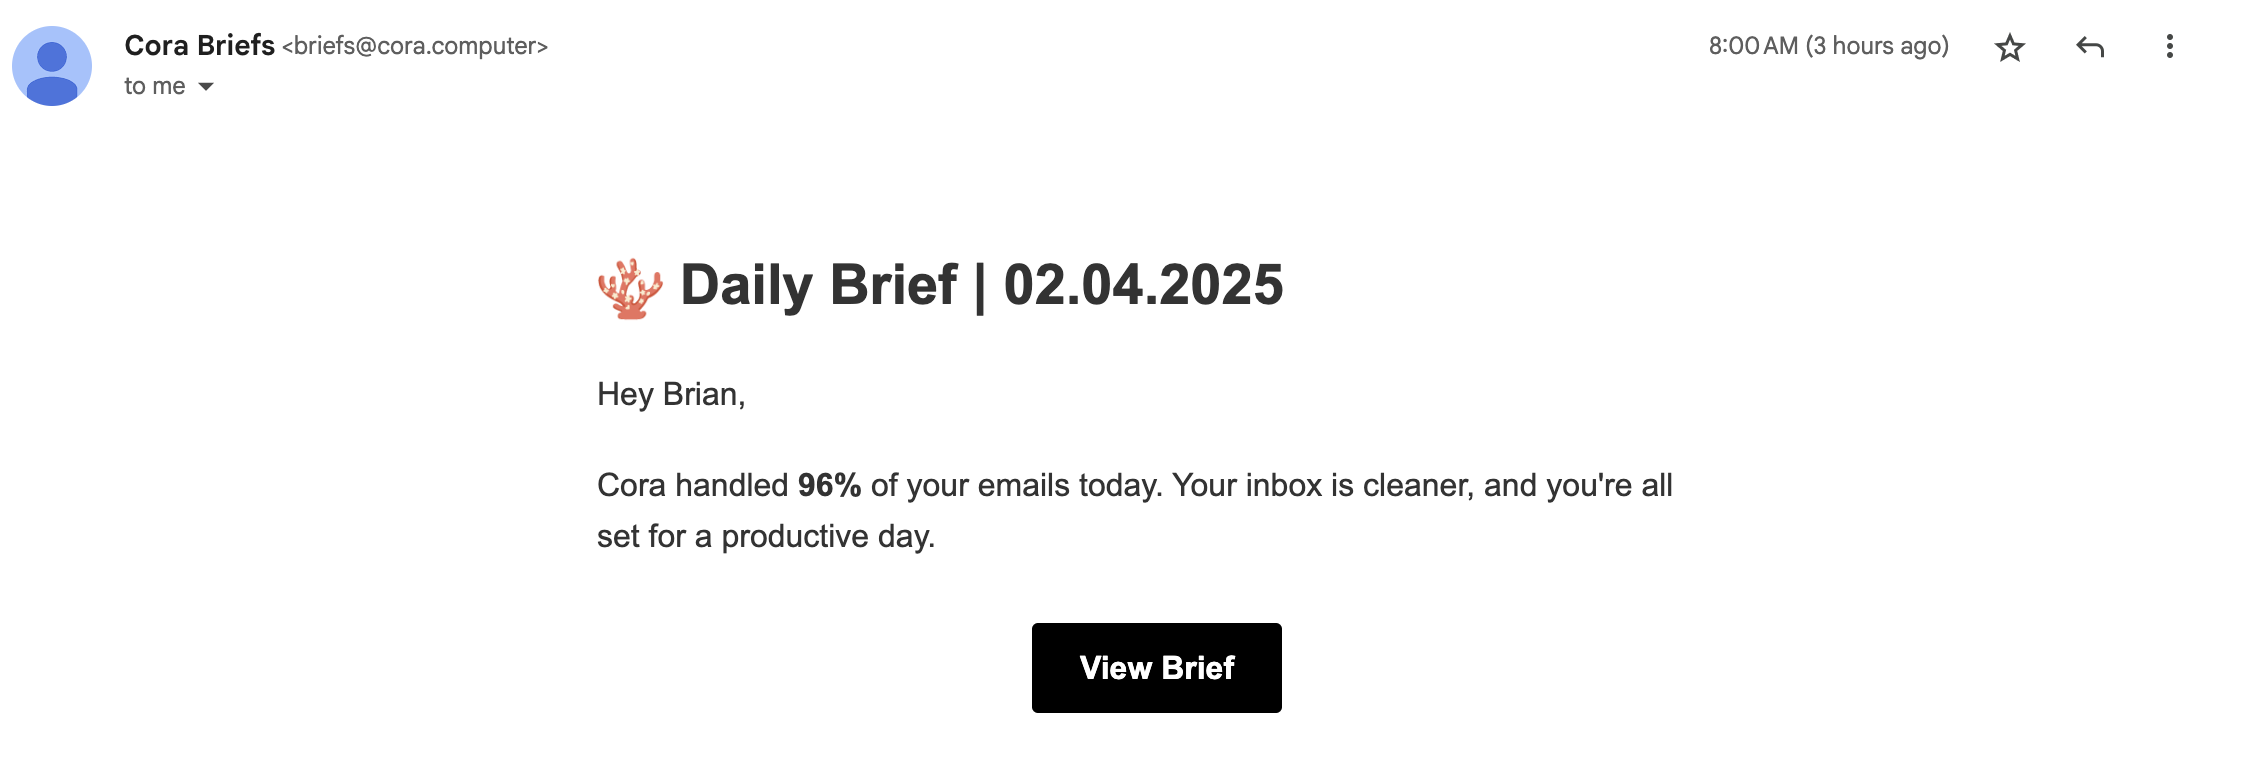 Cora Briefs <briefs@cora.computer>
8:00 AM (3 hours ago)
to me
Daily Brief | 02.04.2025
Hey Brian,
Cora handled 96% of your emails today. Your inbox is cleaner, and you're all
set for a productive day.
View Brief